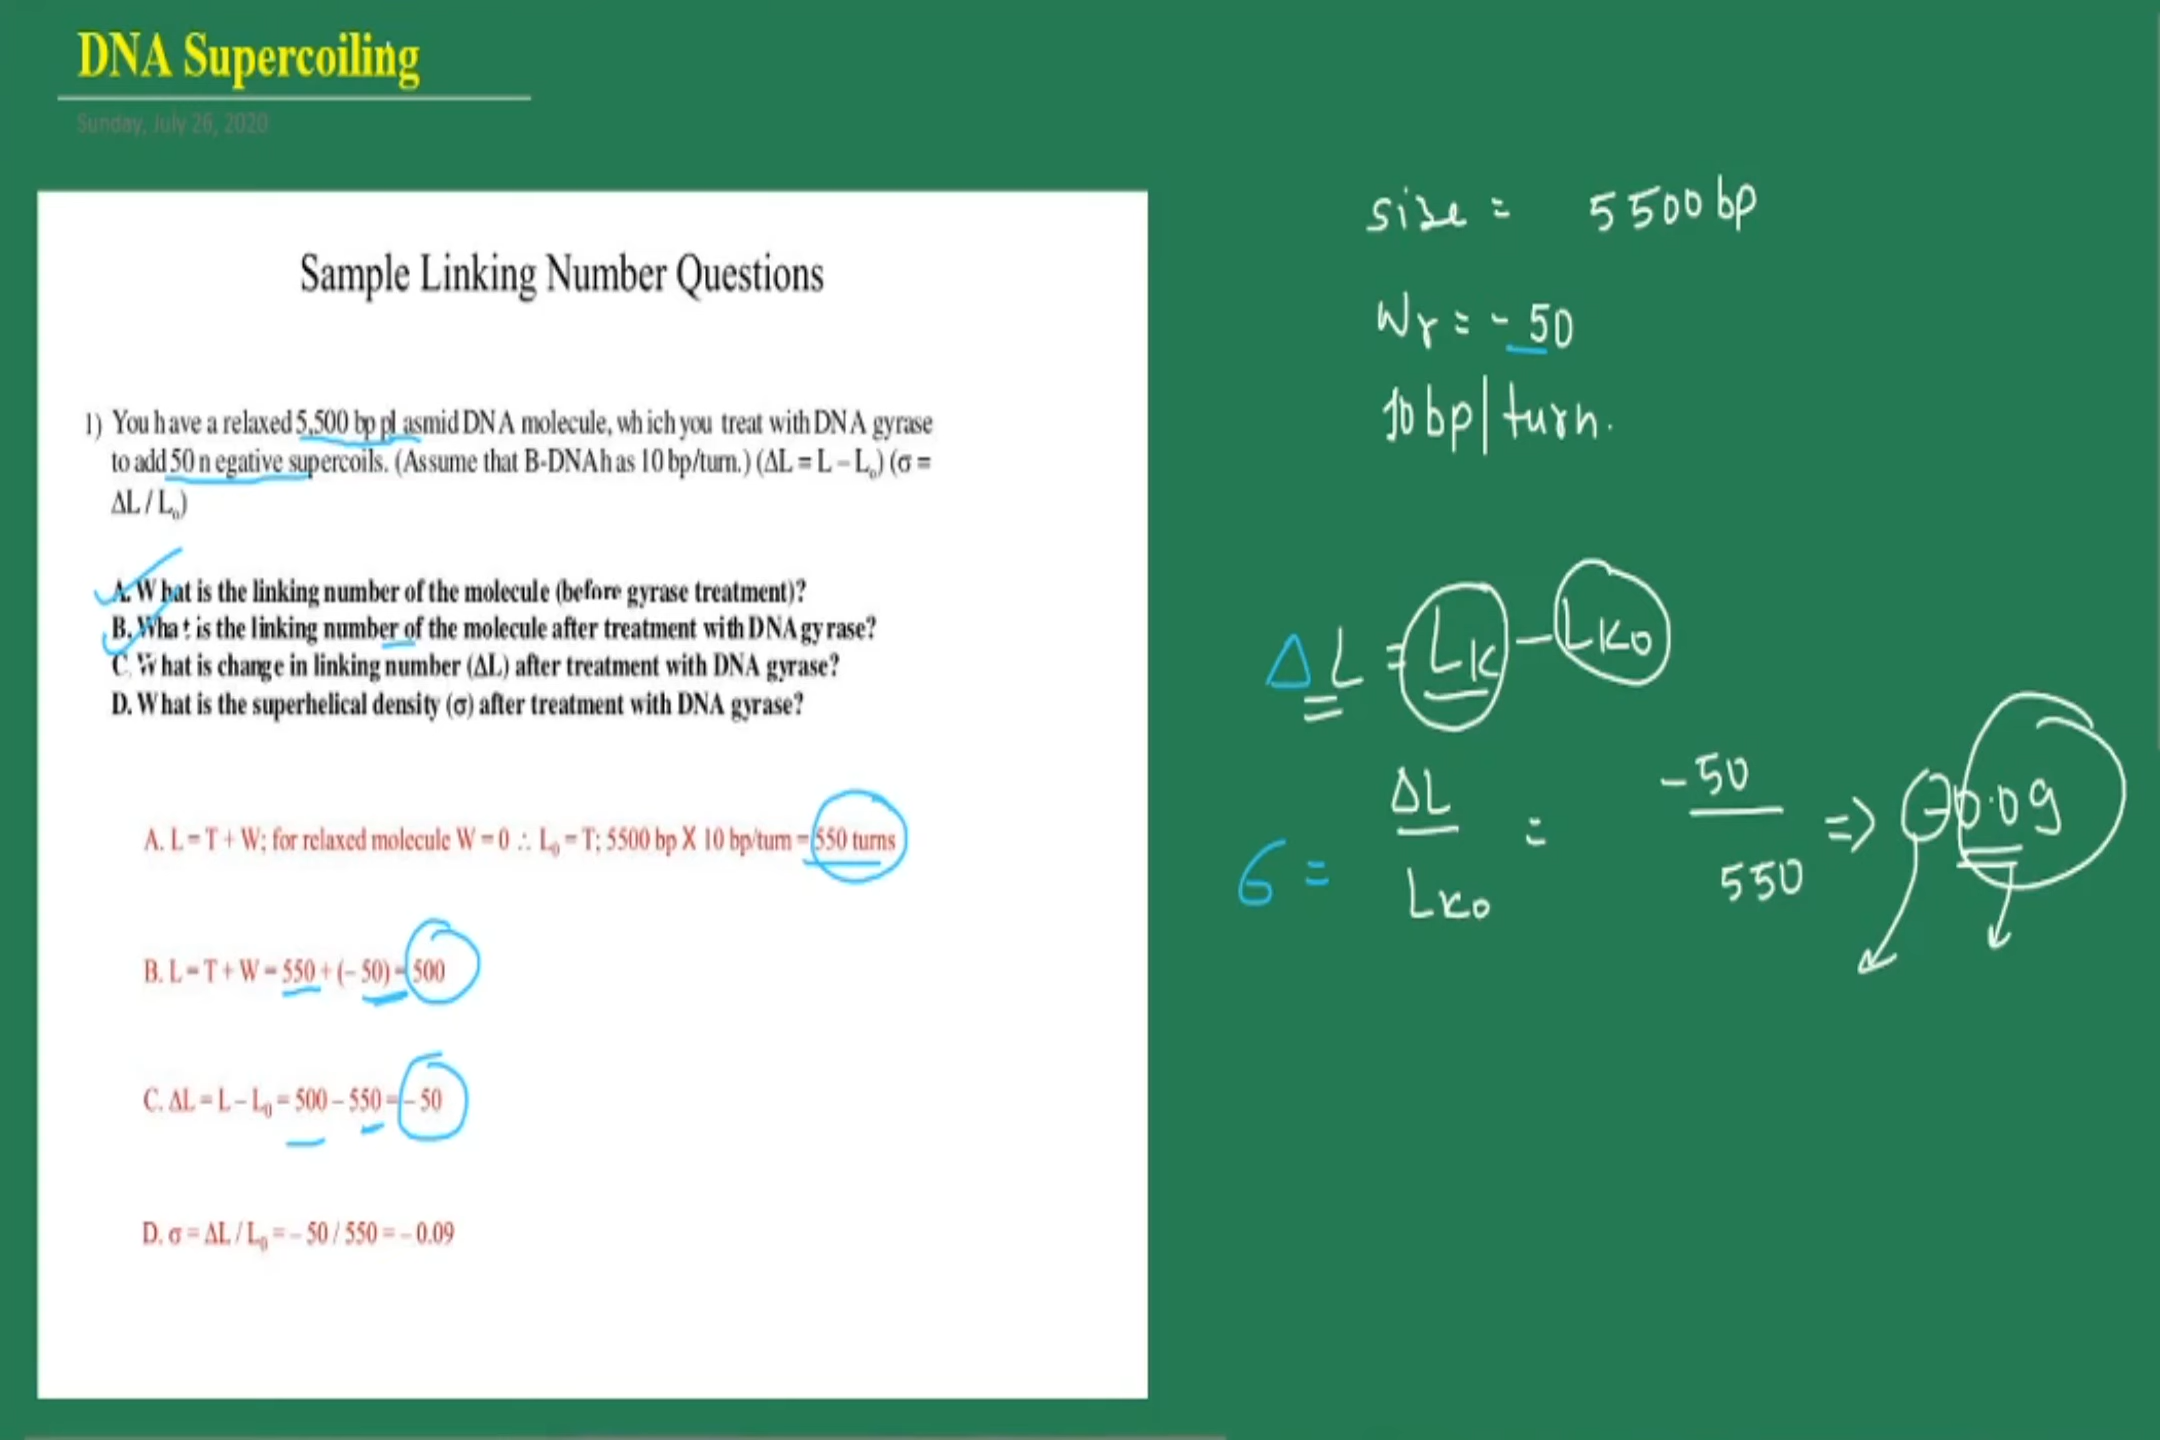 DNA Supercoiling
Sunday, July 26, 2020
Sample Linking Number Questions
1) You have a relaxed 5,500 bp plasmid DNA molecule, which you treat with DNA gyrase
to add 50 negative supercoils. (Assume that B-DNA has 10 bp/turn.) (ΔL = L – L₀) (σ =
ΔL / L₀)
A. What is the linking number of the molecule (before gyrase treatment)?
B. What is the linking number of the molecule after treatment with DNA gyrase?
C. What is change in linking number (ΔL) after treatment with DNA gyrase?
D. What is the superhelical density (σ) after treatment with DNA gyrase?
A. L = T + W; for relaxed molecule W = 0 ∴ L₀ = T; 5500 bp X 10 bp/turn = 550 turns
B. L = T + W = 550 + (– 50) = 500
C. ΔL = L – L₀ = 500 – 550 = – 50
D. σ = ΔL / L₀ = – 50 / 550 = – 0.09
size = 5500 bp
Wr = - 50
10 bp | turn.
ΔL = LK - LK0
σ = ΔL / LK0 = -50 / 550 => -0.09